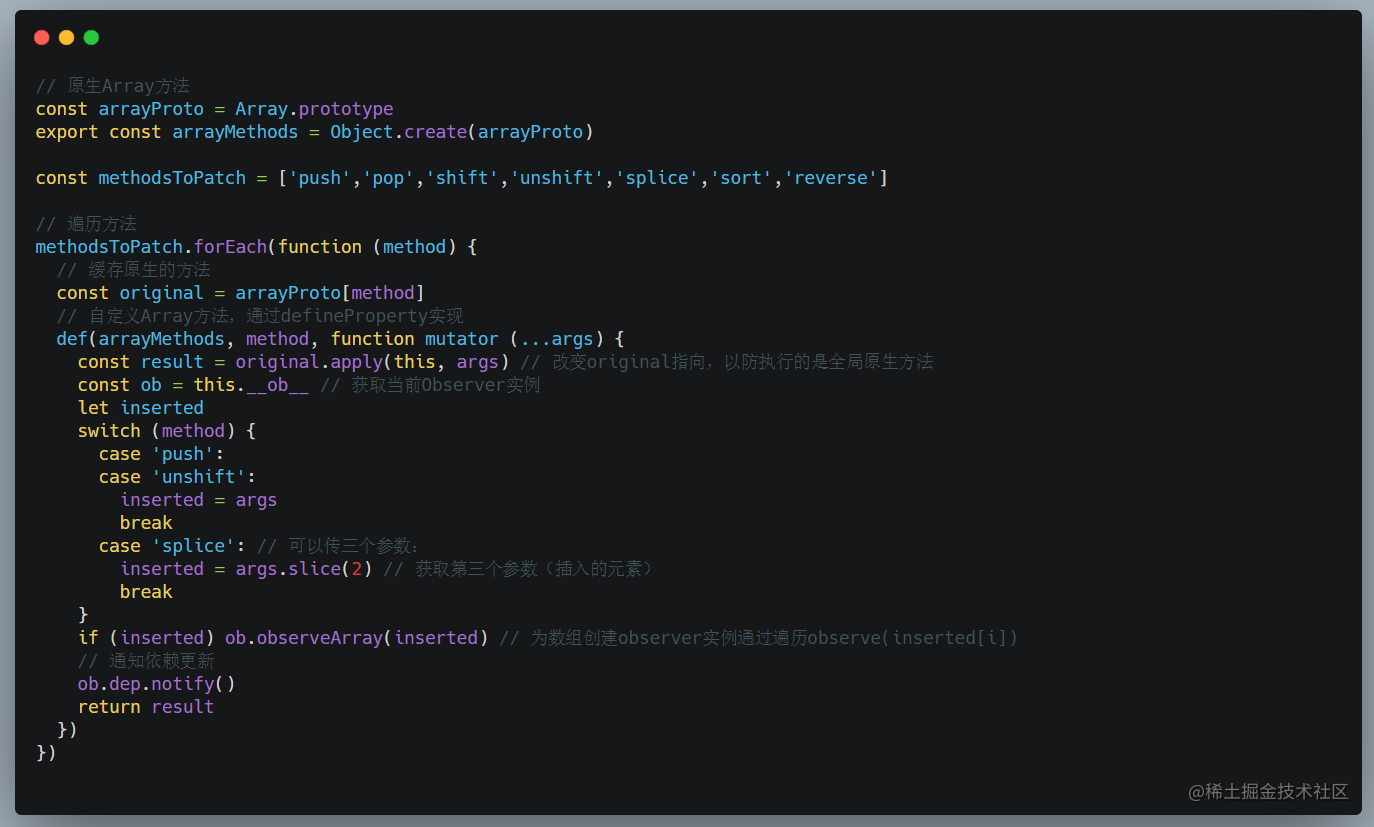 // 原生Array方法
const arrayProto = Array.prototype
export const arrayMethods = Object.create(arrayProto)
const methodsToPatch = ['push','pop','shift','unshift','splice','sort','reverse']
// 遍历方法
methodsToPatch.forEach(function (method) {
  // 缓存原生的方法
  const original = arrayProto[method]
  // 自定义Array方法，通过defineProperty实现
  def(arrayMethods, method, function mutator (...args) {
    const result = original.apply(this, args) // 改变original指向，以防执行的是全局原生方法
    const ob = this.__ob__ // 获取当前Observer实例
    let inserted
    switch (method) {
      case 'push':
      case 'unshift':
        inserted = args
        break
      case 'splice': // 可以传三个参数：
        inserted = args.slice(2) // 获取第三个参数（插入的元素）
        break
    }
    if (inserted) ob.observeArray(inserted) // 为数组创建observer实例通过遍历observe(inserted[i])
    // 通知依赖更新
    ob.dep.notify()
    return result
  })
})
@稀土掘金技术社区